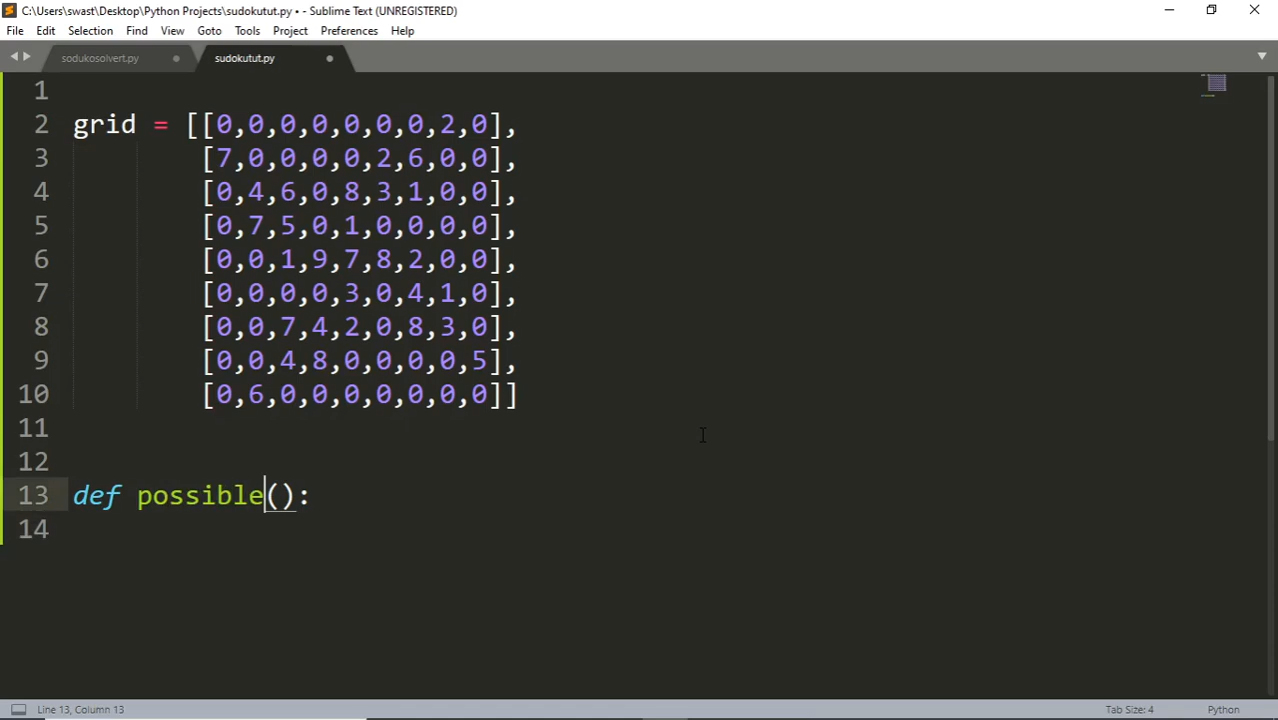 C:\Users\swast\Desktop\Python Projects\sudokutut.py • - Sublime Text (UNREGISTERED)
File Edit Selection Find View Goto Tools Project Preferences Help
sodukosolvert.py sudokutut.py
1
2 grid = [[0,0,0,0,0,0,0,2,0],
3 [7,0,0,0,0,2,6,0,0],
4 [0,4,6,0,8,3,1,0,0],
5 [0,7,5,0,1,0,0,0,0],
6 [0,0,1,9,7,8,2,0,0],
7 [0,0,0,0,3,0,4,1,0],
8 [0,0,7,4,2,0,8,3,0],
9 [0,0,4,8,0,0,0,0,5],
10 [0,6,0,0,0,0,0,0,0]]
11
12
13 def possible():
14
Line 13, Column 13 Tab Size: 4 Python